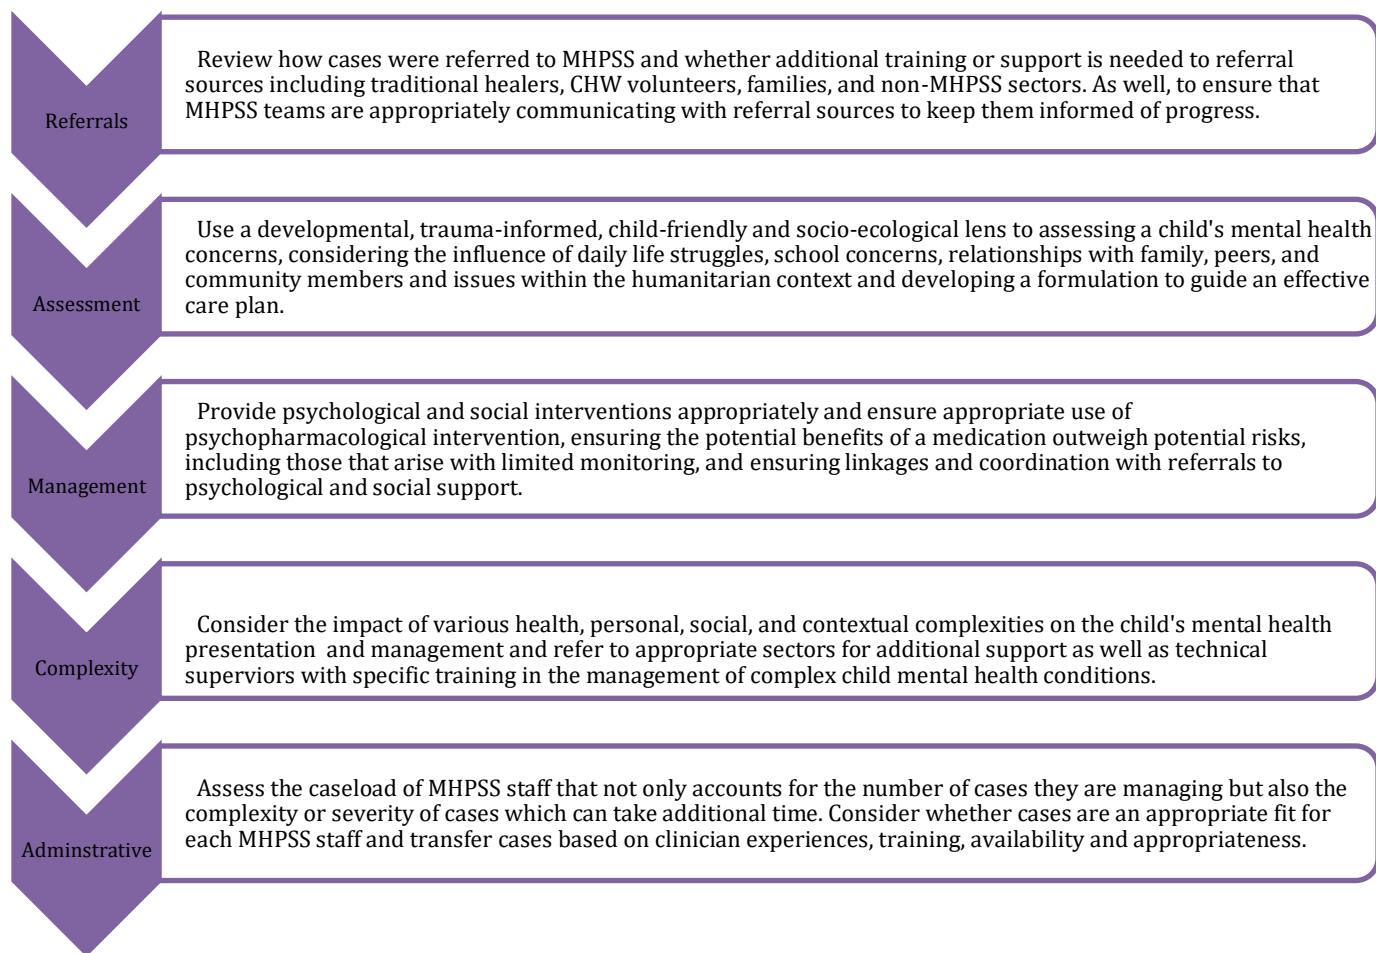 Referrals
Review how cases were referred to MHPSS and whether additional training or support is needed to referral
sources including traditional healers, CHW volunteers, families, and non-MHPSS sectors. As well, to ensure that
MHPSS teams are appropriately communicating with referral sources to keep them informed of progress.
Assessment
Use a developmental, trauma-informed, child-friendly and socio-ecological lens to assessing a child's mental health
concerns, considering the influence of daily life struggles, school concerns, relationships with family, peers, and
community members and issues within the humanitarian context and developing a formulation to guide an effective
care plan.
Management
Provide psychological and social interventions appropriately and ensure appropriate use of
psychopharmacological intervention, ensuring the potential benefits of a medication outweigh potential risks,
including those that arise with limited monitoring, and ensuring linkages and coordination with referrals to
psychological and social support.
Complexity
Consider the impact of various health, personal, social, and contextual complexities on the child's mental health
presentation  and management and refer to appropriate sectors for additional support as well as technical
superviors with specific training in the management of complex child mental health conditions.
Adminstrative
Assess the caseload of MHPSS staff that not only accounts for the number of cases they are managing but also the
complexity or severity of cases which can take additional time. Consider whether cases are an appropriate fit for
each MHPSS staff and transfer cases based on clinician experiences, training, availability and appropriateness.